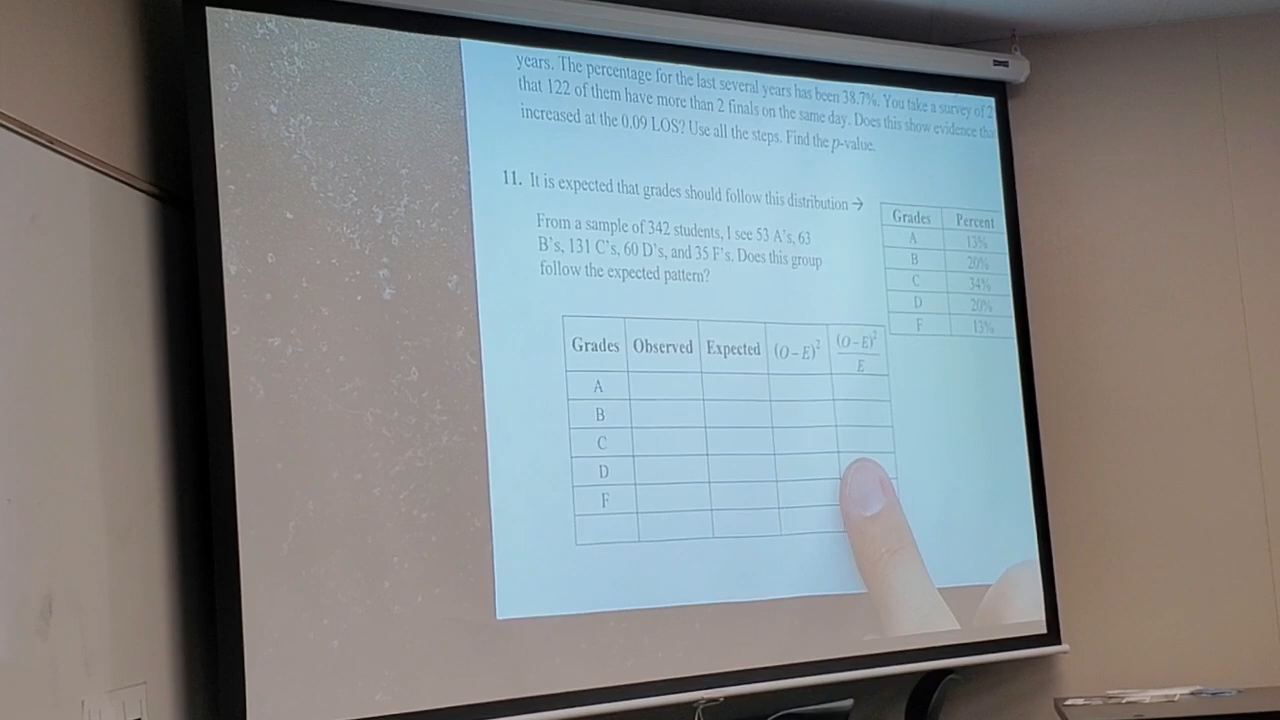 years. The percentage for the last several years has been 38.7%. You take a survey of 2
that 122 of them have more than 2 finals on the same day. Does this show evidence tha
increased at the 0.09 LOS? Use all the steps. Find the p-value.
11. It is expected that grades should follow this distribution →
From a sample of 342 students, I see 53 A's, 63
B's, 131 C's, 60 D's, and 35 F's. Does this group
follow the expected pattern?
Grades Percent
A 13%
B 20%
C 34%
D 20%
F 13%
Grades Observed Expected (O–E)² (O–E)²/E
A
B
C
D
F